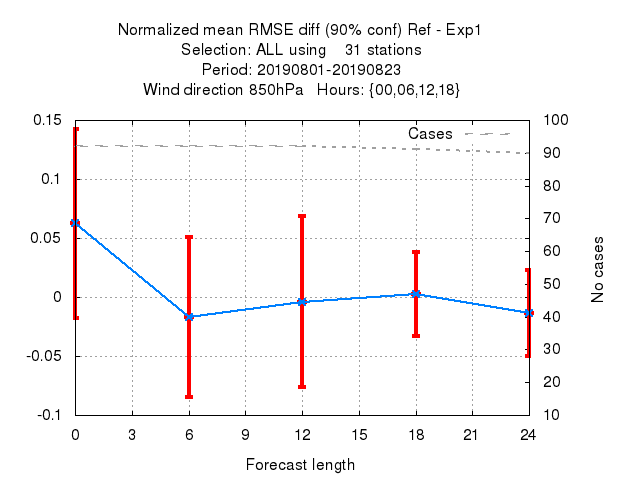 Normalized mean RMSE diff (90% conf) Ref - Exp1
Selection: ALL using    31 stations
Period: 20190801-20190823
Wind direction 850hPa   Hours: {00,06,12,18}
0.15
0.1
0.05
0
-0.05
-0.1
Cases
100
90
80
70
60
50
40
30
20
10
No cases
0 3 6 9 12 15 18 21 24
Forecast length